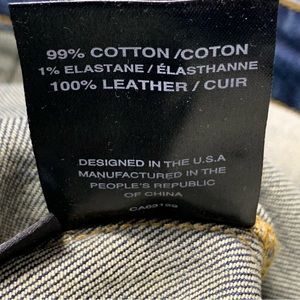 99% COTTON / COTON
1% ELASTANE / ÉLASTHANNE
100% LEATHER / CUIR
DESIGNED IN THE U.S.A
MANUFACTURED IN THE
PEOPLE'S REPUBLIC
OF CHINA